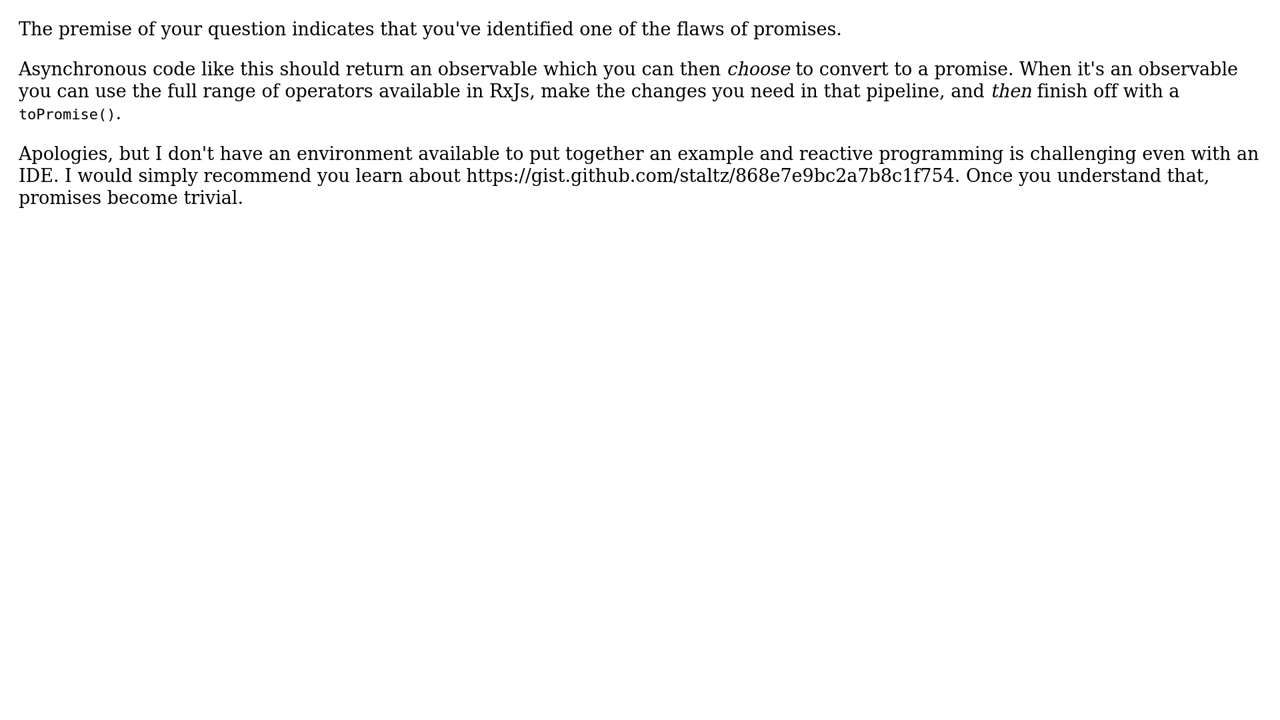 The premise of your question indicates that you've identified one of the flaws of promises.
Asynchronous code like this should return an observable which you can then choose to convert to a promise. When it's an observable
you can use the full range of operators available in RxJs, make the changes you need in that pipeline, and then finish off with a
toPromise().
Apologies, but I don't have an environment available to put together an example and reactive programming is challenging even with an
IDE. I would simply recommend you learn about https://gist.github.com/staltz/868e7e9bc2a7b8c1f754. Once you understand that,
promises become trivial.